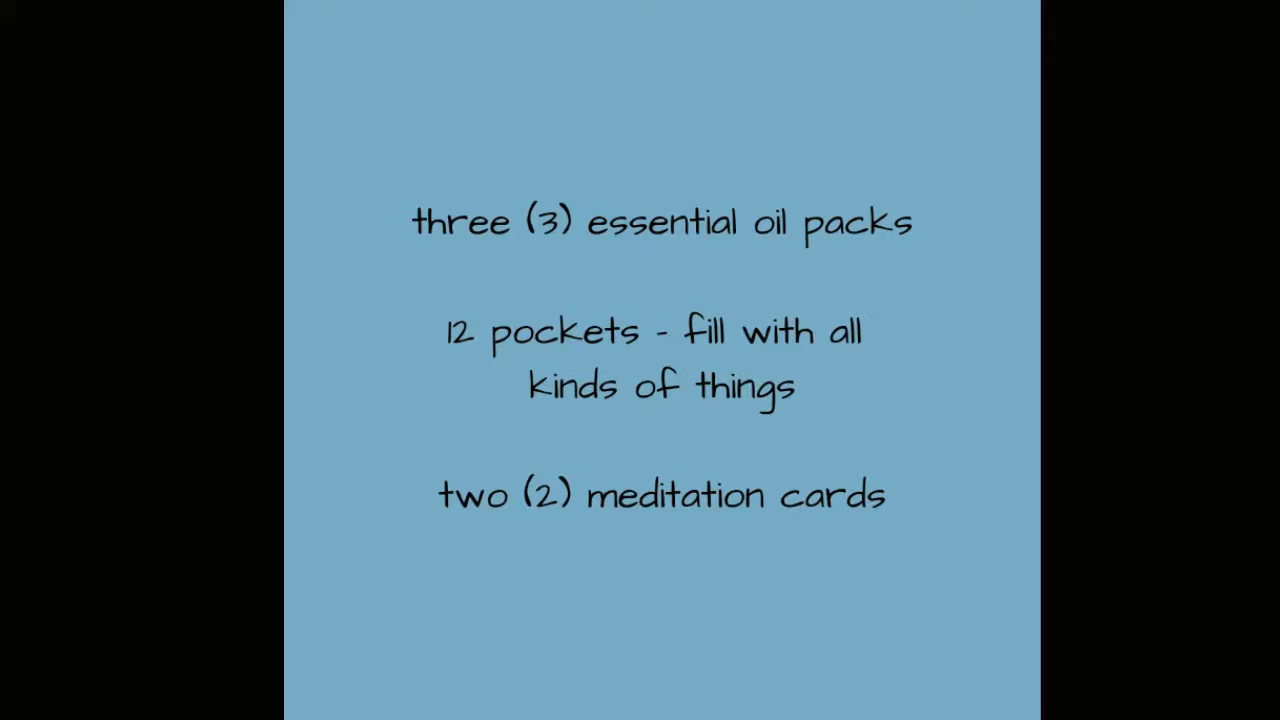 three (3) essential oil packs
12 pockets - fill with all
kinds of things
two (2) meditation cards